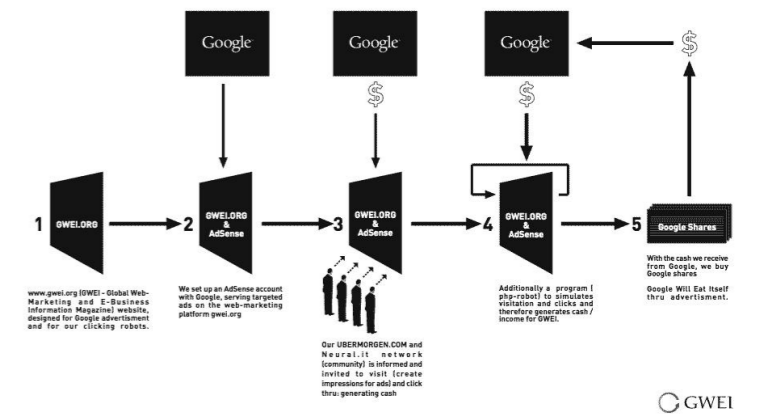 Google
Google
Google
$
$
$
1
GWEI.ORG
2
GWEI.ORG
&
AdSense
3
GWEI.ORG
&
AdSense
4
GWEI.ORG
&
AdSense
5
Google Shares
www.gwei.org (GWEI - Global Web-
Marketing and E-Business
Information Magazine) website,
designed for Google advertisment
and for our clicking robots.
We set up an AdSense account
with Google, serving targeted
ads on the web-marketing
platform gwei.org
Our UBERMORGEN.COM and
Neural.it network
(community) is informed and
invited to visit (create
impressions for ads) and click
thru: generating cash
Additionally a program (
php-robot) to simulates
visitation and clicks and
therefore generates cash /
income for GWEI.
With the cash we receive
from Google, we buy
Google shares
Google Will Eat Itself
thru advertisment.
GWEI